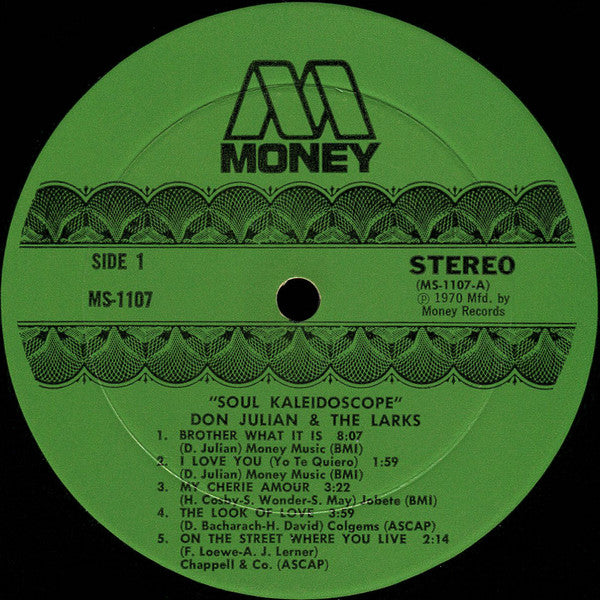 MONEY
SIDE 1
MS-1107
STEREO
(MS-1107-A)
℗ 1970 Mfd. by
Money Records
"SOUL KALEIDOSCOPE"
DON JULIAN & THE LARKS
1. BROTHER WHAT IT IS 8:07
(D. Julian) Money Music (BMI)
2. I LOVE YOU (Yo Te Quiero) 1:59
(D. Julian) Money Music (BMI)
3. MY CHERIE AMOUR 3:22
(H. Cosby-S. Wonder-S. May) Jobete (BMI)
4. THE LOOK OF LOVE 3:59
(D. Bacharach-H. David) Colgems (ASCAP)
5. ON THE STREET WHERE YOU LIVE 2:14
(F. Loewe-A. J. Lerner)
Chappell & Co. (ASCAP)